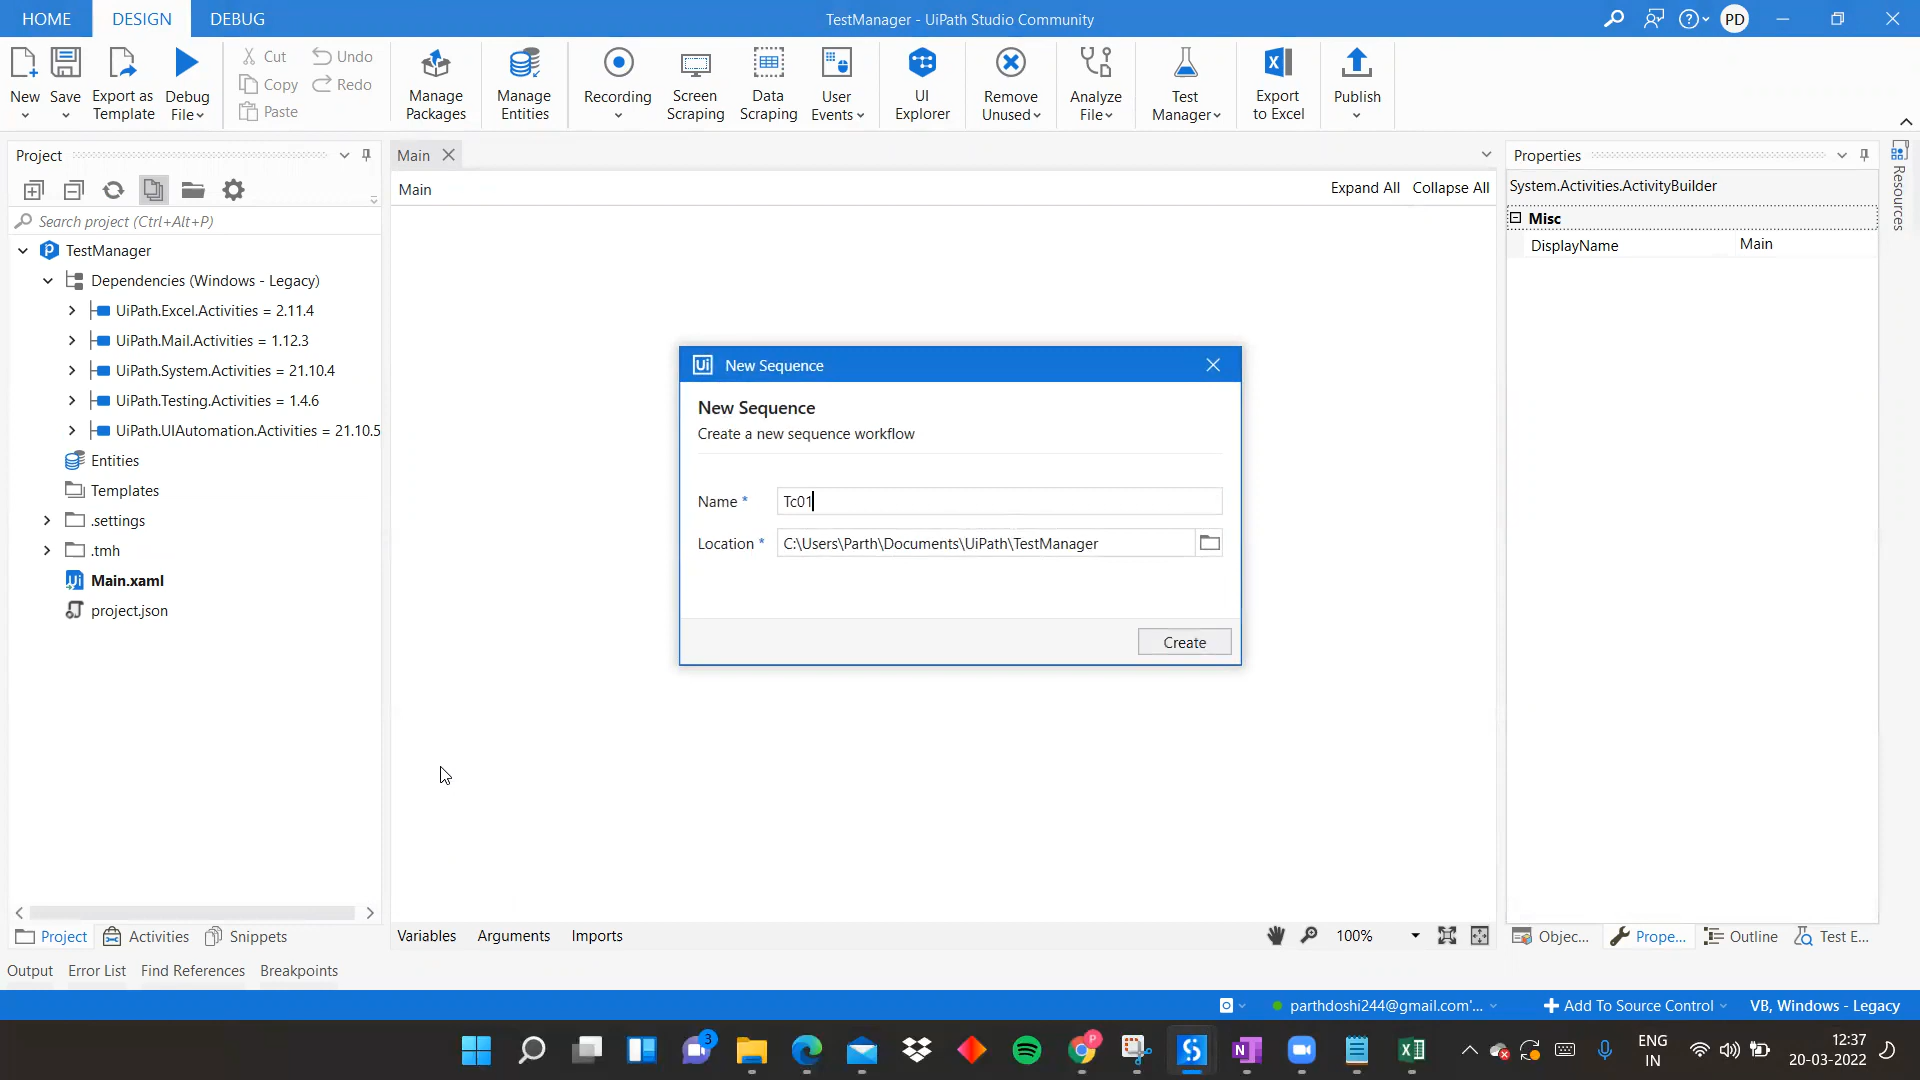 HOME DESIGN DEBUG TestManager - UiPath Studio Community PD
New Save Export as Template Debug File
Cut Undo
Copy Redo
Paste
Manage Packages Manage Entities Recording Screen Scraping Data Scraping User Events UI Explorer Remove Unused Analyze File Test Manager Export to Excel Publish
Project
Search project (Ctrl+Alt+P)
TestManager
Dependencies (Windows - Legacy)
UiPath.Excel.Activities = 2.11.4
UiPath.Mail.Activities = 1.12.3
UiPath.System.Activities = 21.10.4
UiPath.Testing.Activities = 1.4.6
UiPath.UIAutomation.Activities = 21.10.5
Entities
Templates
.settings
.tmh
Main.xaml
project.json
Main
Main Expand All Collapse All
Ui New Sequence
New Sequence
Create a new sequence workflow
Name * Tc01
Location * C:\Users\Parth\Documents\UiPath\TestManager
Create
Properties
System.Activities.ActivityBuilder
Misc
DisplayName Main
Resources
Project Activities Snippets
Variables Arguments Imports 100%
Objec... Prope... Outline Test E...
Output Error List Find References Breakpoints
parthdoshi244@gmail.com'... Add To Source Control VB, Windows - Legacy
3
P
ENG
IN
12:37
20-03-2022